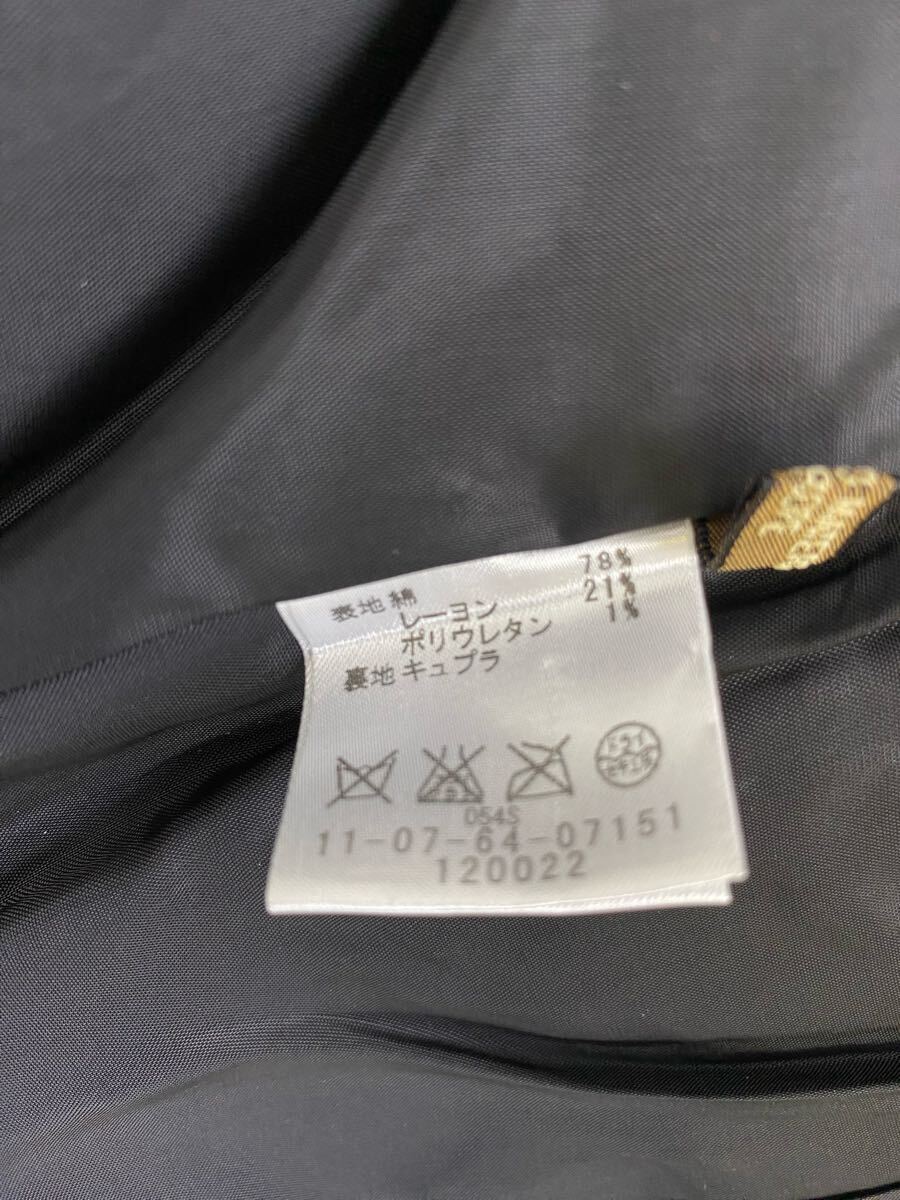 表地 綿 78%
レーヨン 21%
ポリウレタン 1%
裏地 キュプラ
054S
11-07-64-07151
120022